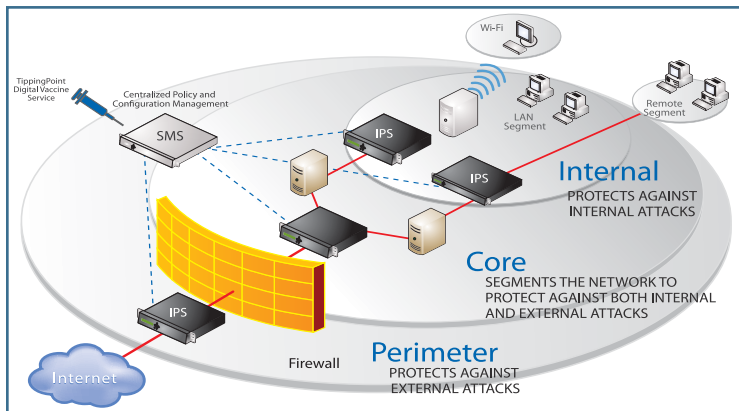 Wi-Fi
TippingPoint
Digital Vaccine
Service
Centralized Policy and
Configuration Management
SMS
IPS
LAN
Segment
Remote
Segment
IPS
Internal
PROTECTS AGAINST
INTERNAL ATTACKS
Core
SEGMENTS THE NETWORK TO
PROTECT AGAINST BOTH INTERNAL
AND EXTERNAL ATTACKS
IPS
Firewall
Perimeter
PROTECTS AGAINST
EXTERNAL ATTACKS
Internet